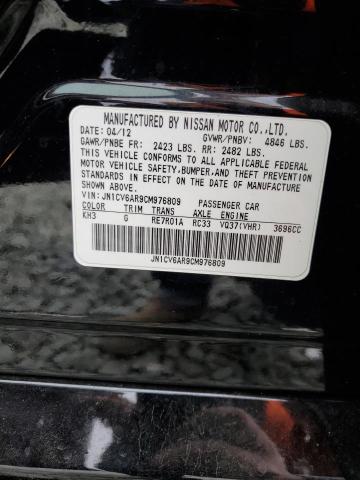 MANUFACTURED BY NISSAN MOTOR CO.,LTD.
DATE: 04/12 GVWR/PNBV: 4846 LBS.
GAWR/PNBE FR: 2423 LBS. RR: 2482 LBS.
THIS VEHICLE CONFORMS TO ALL APPLICABLE FEDERAL
MOTOR VEHICLE SAFETY,BUMPER,AND THEFT PREVENTION
STANDARDS IN EFFECT ON THE DATE OF MANUFACTURE
SHOWN ABOVE.
VIN: JN1CV6AR9CM976809 PASSENGER CAR
COLOR TRIM TRANS AXLE ENGINE
KH3 G RE7R01A RC33 VQ37(VHR) 3696CC
JN1CV6AR9CM976809